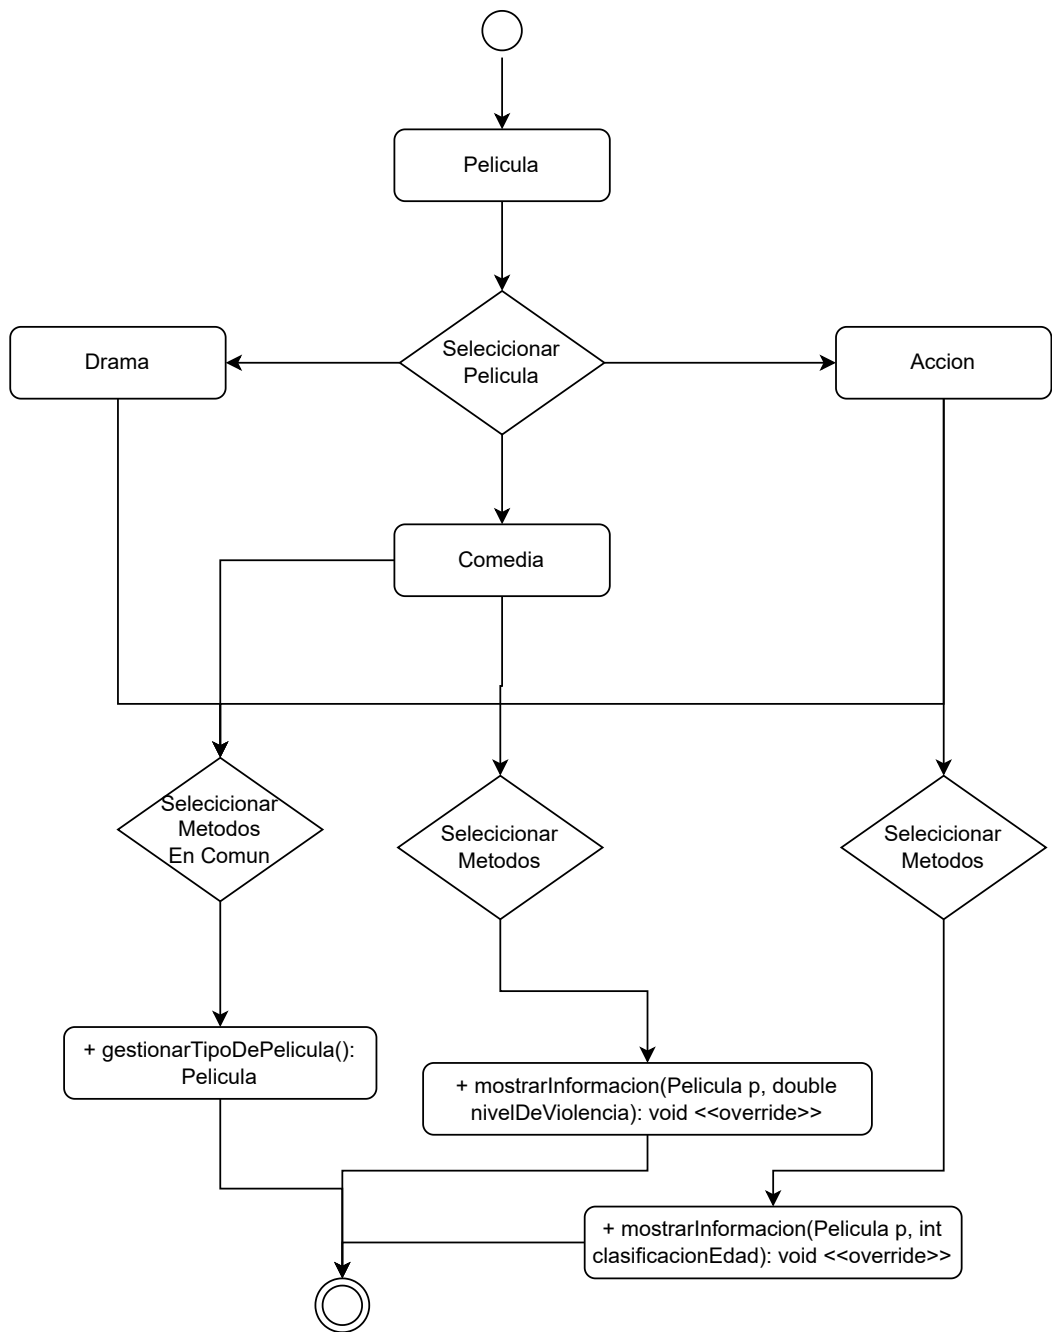 Pelicula
Selecicionar
Pelicula
Drama
Accion
Comedia
Selecicionar
Metodos
En Comun
Selecicionar
Metodos
Selecicionar
Metodos
+ gestionarTipoDePelicula():
Pelicula
+ mostrarInformacion(Pelicula p, double
nivelDeViolencia): void <<override>>
+ mostrarInformacion(Pelicula p, int
clasificacionEdad): void <<override>>